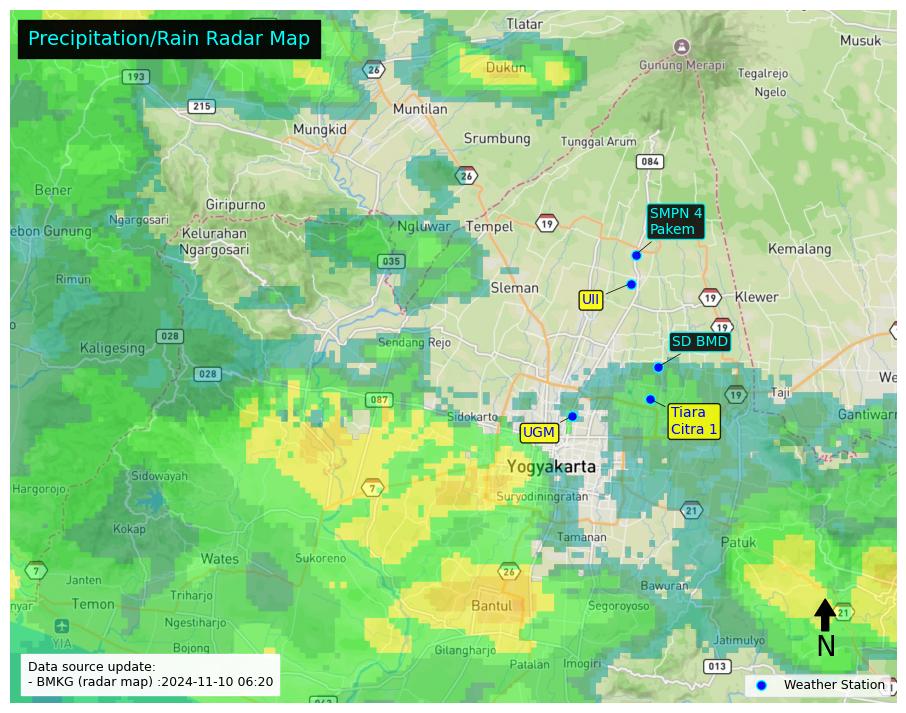 Precipitation/Rain Radar Map
Tlatar
Musuk
Gunung Merapi
Tegalrejo
Ngelo
193
26
Dukun
215
Muntilan
Mungkid
Srumbung
Tunggal Arum
084
26
Bener
Giripurno
Ngargosari
ebon Gunung
Kelurahan
Ngargosari
Ngluwar
Tempel
19
SMPN 4
Pakem
Kemalang
035
Rimun
Sleman
UII
19
Klewer
19
028
Kaligesing
Sendang Rejo
SD BMD
028
087
We
Taji
19
Sidokarto
Gantiwarn
UGM
Tiara
Citra 1
Yogyakarta
Sidowayah
Hargorojo
7
Suryodiningratan
21
Kokap
Tamanan
Patuk
Wates
Sukoreno
7
26
Janten
Bawuran
Temon
Triharjo
Bantul
Segoroyoso
21
nyar
Ngestiharjo
YIA
Bojong
Gilangharjo
Jatimulyo
N
Patalan
Imogiri
013
Data source update:
- BMKG (radar map) :2024-11-10 06:20
Weather Station